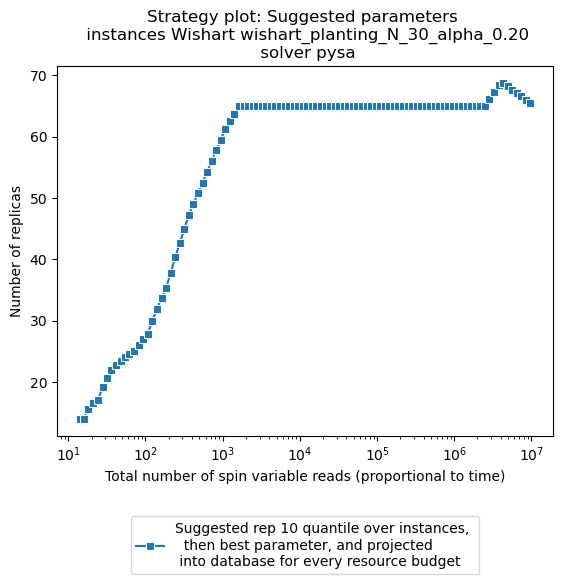 Strategy plot: Suggested parameters
instances Wishart wishart_planting_N_30_alpha_0.20
solver pysa
70
60
50
40
30
20
Number of replicas
10^1
10^2
10^3
10^4
10^5
10^6
10^7
Total number of spin variable reads (proportional to time)
Suggested rep 10 quantile over instances,
then best parameter, and projected
into database for every resource budget